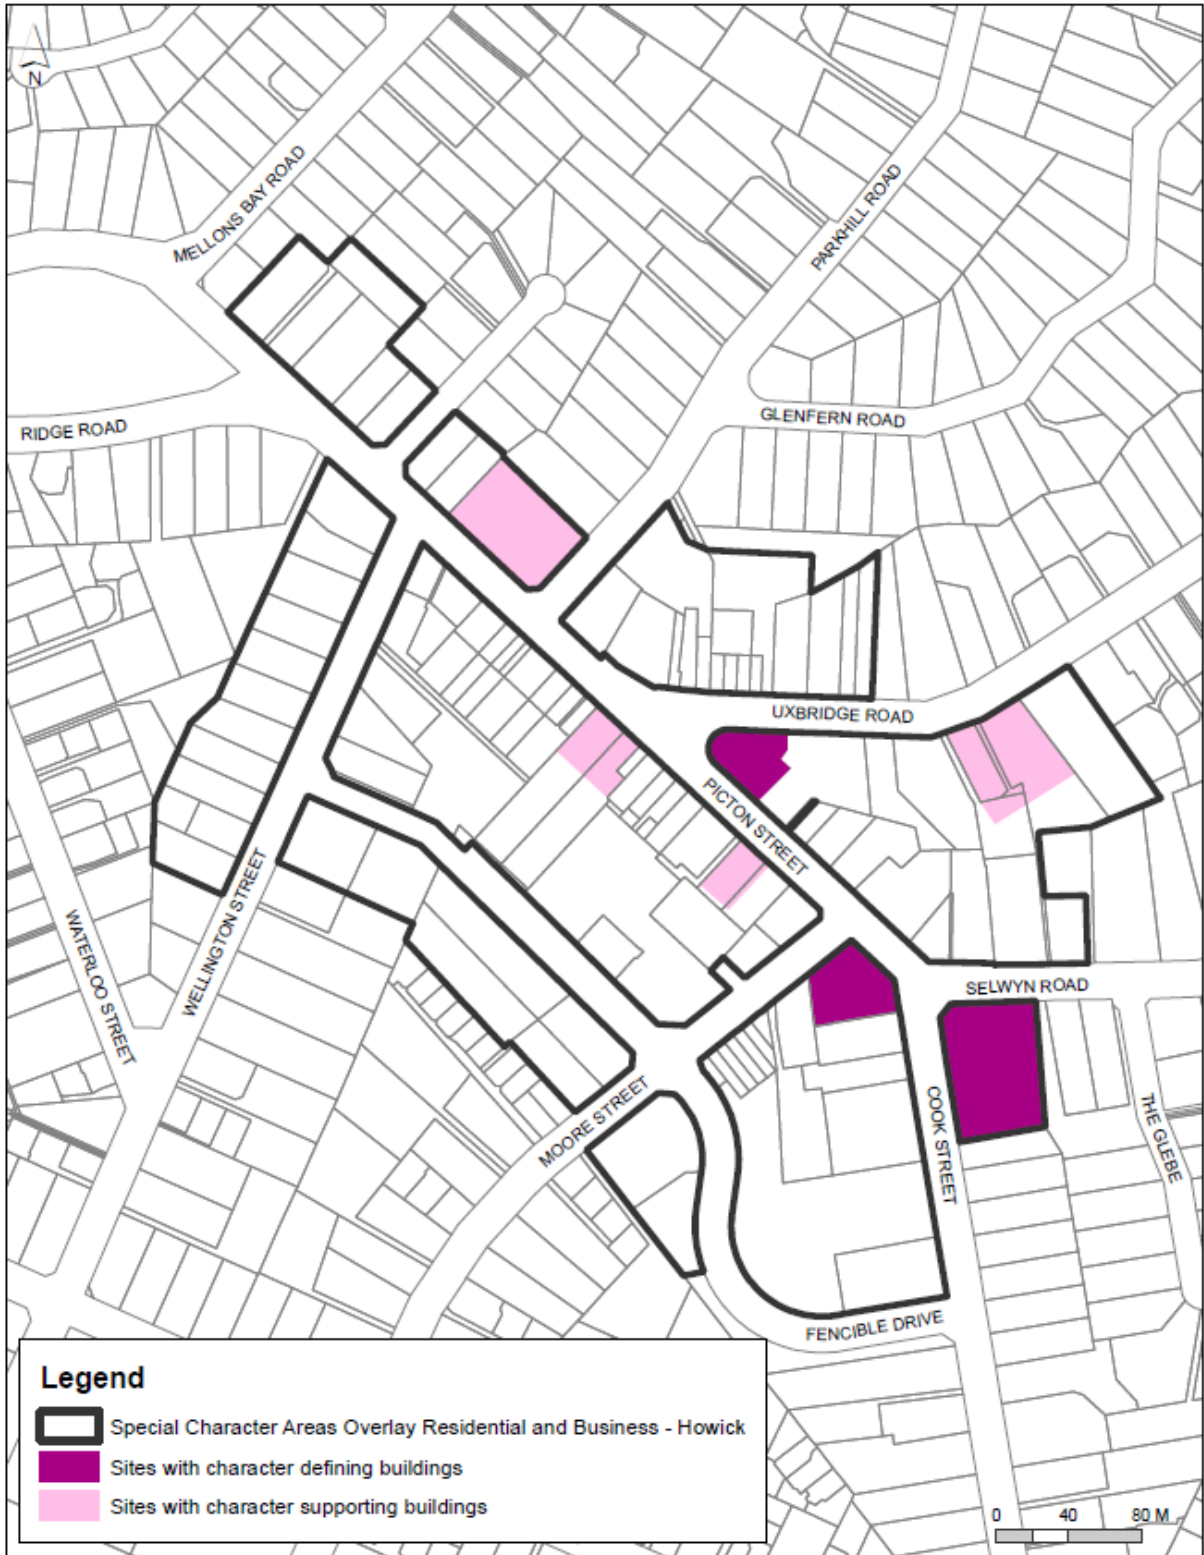 N
MELLONS BAY ROAD
PARKHILL ROAD
RIDGE ROAD
GLENFERN ROAD
UXBRIDGE ROAD
PICTON STREET
WATERLOO STREET
WELLINGTON STREET
SELWYN ROAD
MOORE STREET
COOK STREET
THE GLEBE
FENCIBLE DRIVE
Legend
Special Character Areas Overlay Residential and Business - Howick
Sites with character defining buildings
Sites with character supporting buildings
0 40 80 M